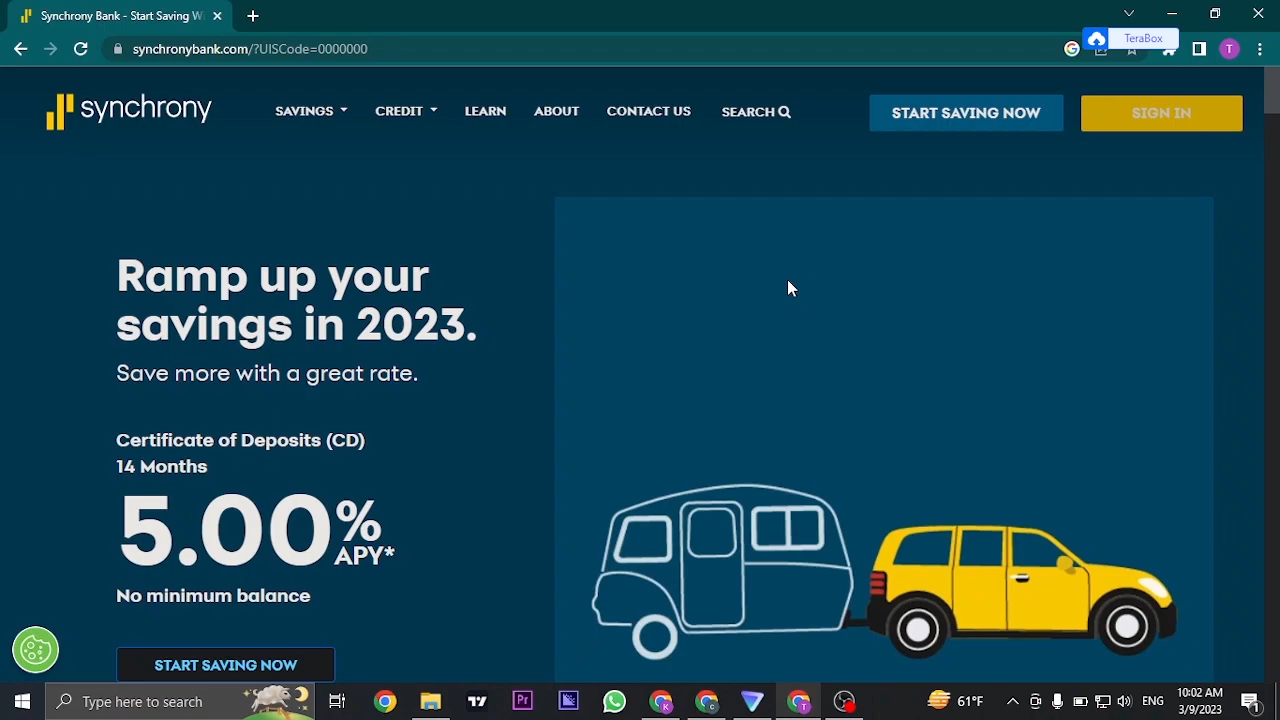 Synchrony Bank - Start Saving W
synchronybank.com/?UISCode=0000000
TeraBox
T
synchrony
SAVINGS
CREDIT
LEARN
ABOUT
CONTACT US
SEARCH
START SAVING NOW
SIGN IN
Ramp up your
savings in 2023.
Save more with a great rate.
Certificate of Deposits (CD)
14 Months
5.00%
APY*
No minimum balance
START SAVING NOW
Type here to search
Pr
K
T
61°F
ENG
10:02 AM
3/9/2023
1